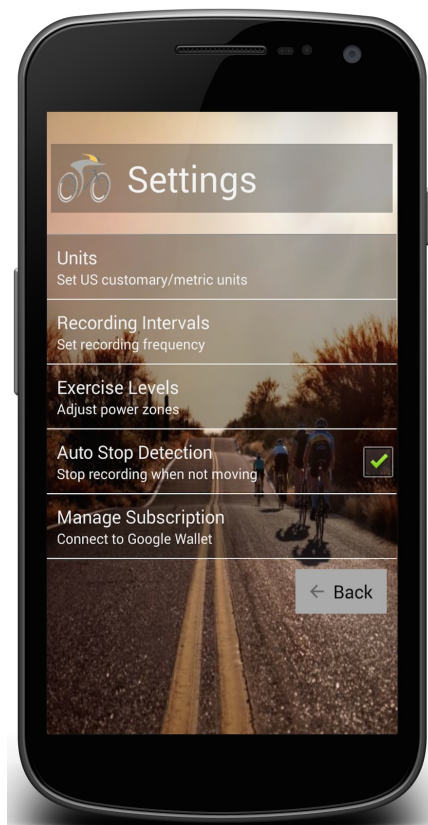 Settings
Units
Set US customary/metric units
Recording Intervals
Set recording frequency
Exercise Levels
Adjust power zones
Auto Stop Detection
Stop recording when not moving
Manage Subscription
Connect to Google Wallet
Back